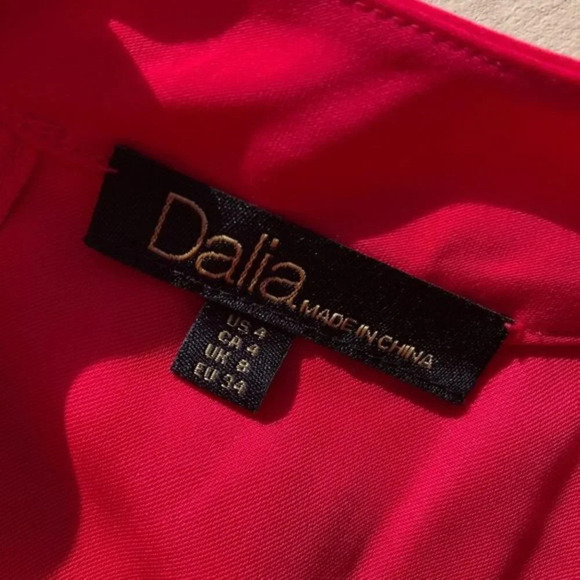 Dalia
MADE IN CHINA
US 4
CA 4
UK 8
EU 34